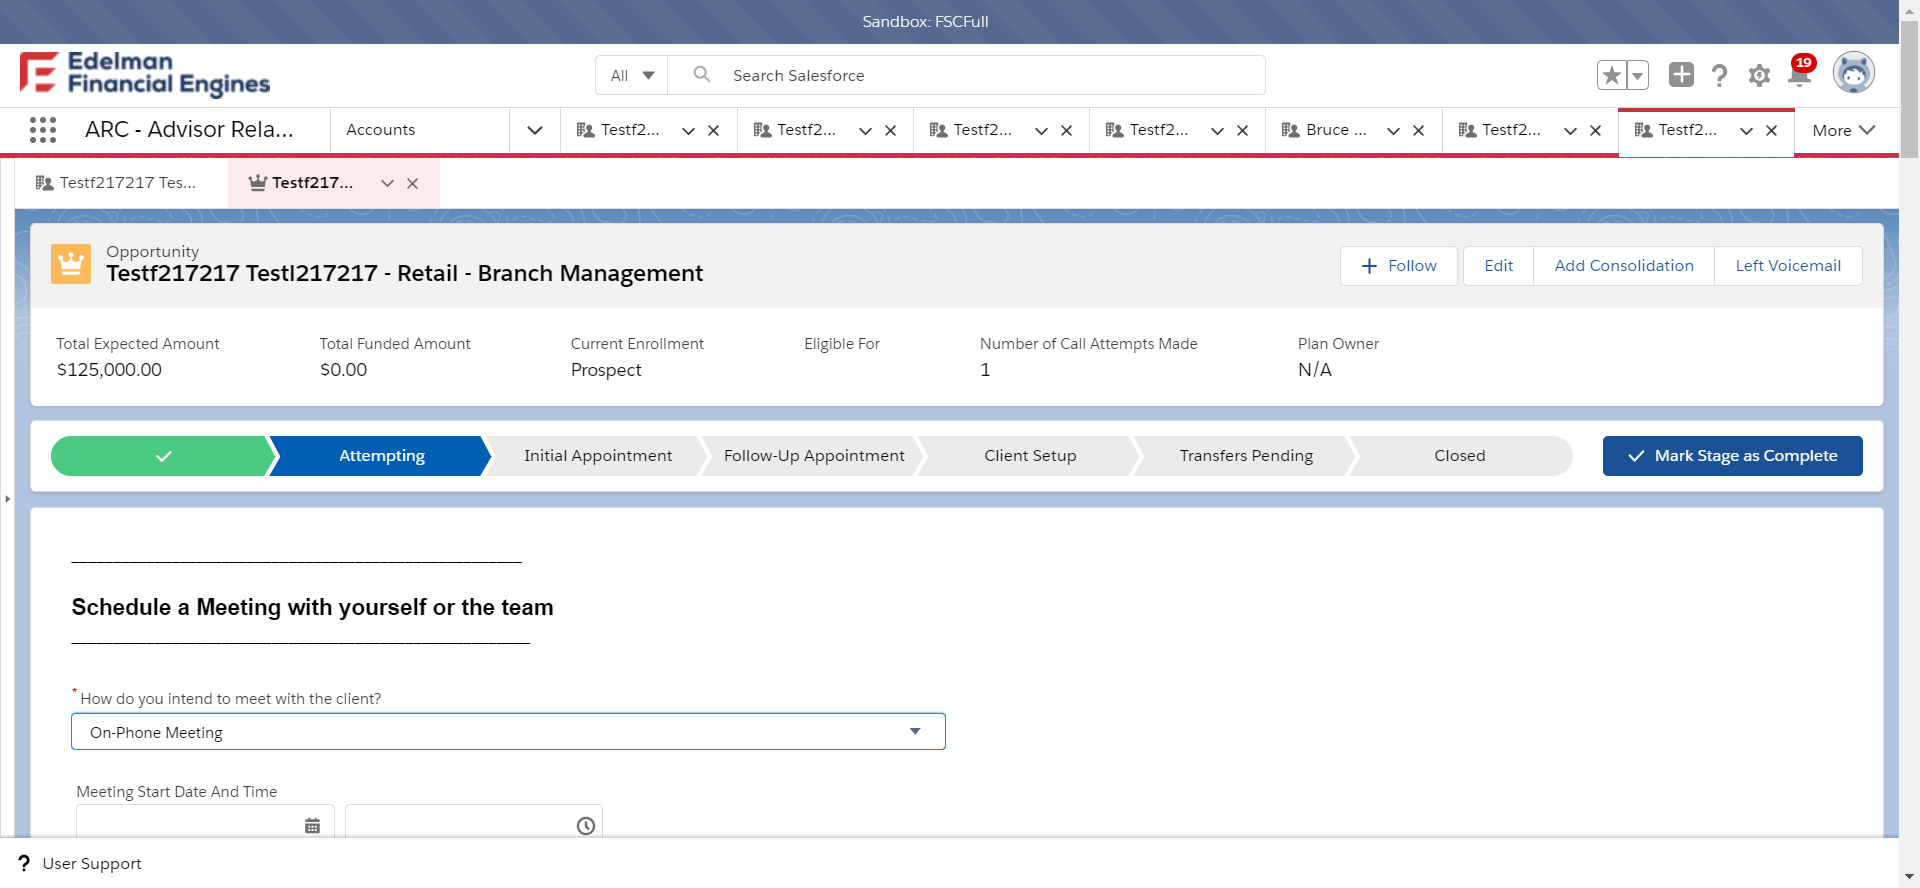 Sandbox: FSCFull
Edelman
Financial Engines
All
Search Salesforce
19
ARC - Advisor Rela...
Accounts
Testf2...
Testf2...
Testf2...
Testf2...
Bruce ...
Testf2...
Testf2...
More
Testf217217 Tes...
Testf217...
Opportunity
Testf217217 Testl217217 - Retail - Branch Management
Follow
Edit
Add Consolidation
Left Voicemail
Total Expected Amount
$125,000.00
Total Funded Amount
$0.00
Current Enrollment
Prospect
Eligible For
Number of Call Attempts Made
1
Plan Owner
N/A
Attempting
Initial Appointment
Follow-Up Appointment
Client Setup
Transfers Pending
Closed
Mark Stage as Complete
Schedule a Meeting with yourself or the team
* How do you intend to meet with the client?
On-Phone Meeting
Meeting Start Date And Time
? User Support